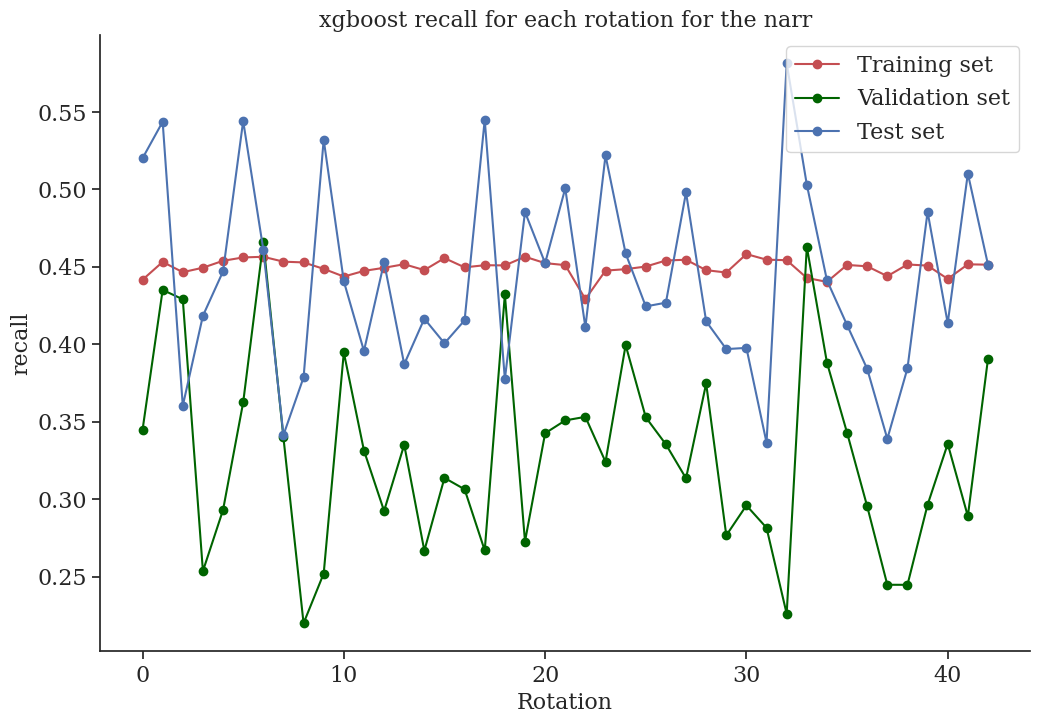 xgboost recall for each rotation for the narr
Training set
Validation set
Test set
0.55
0.50
0.45
0.40
0.35
0.30
0.25
recall
0 10 20 30 40
Rotation